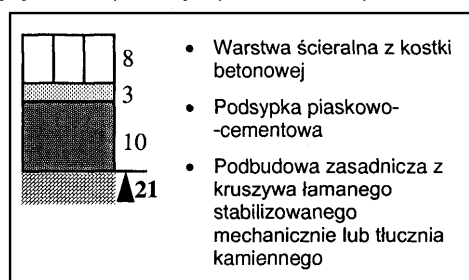 8
3
10
21
• Warstwa ścieralna z kostki
betonowej
• Podsypka piaskowo-
-cementowa
• Podbudowa zasadnicza z
kruszywa łamanego
stabilizowanego
mechanicznie lub tłucznia
kamiennego